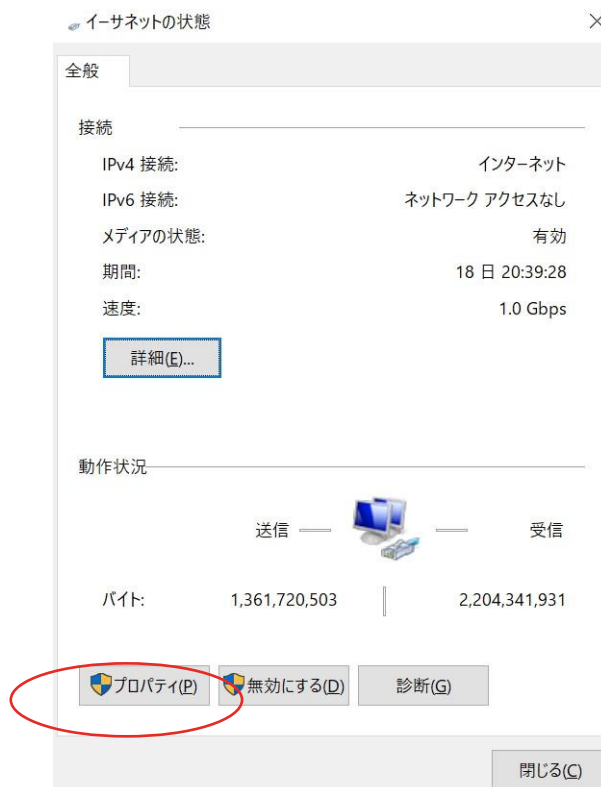 イーサネットの状態
全般
接続
IPv4 接続: インターネット
IPv6 接続: ネットワーク アクセスなし
メディアの状態: 有効
期間: 18 日 20:39:28
速度: 1.0 Gbps
詳細(E)...
動作状況
送信 受信
バイト: 1,361,720,503 2,204,341,931
プロパティ(P) 無効にする(D) 診断(G)
閉じる(C)